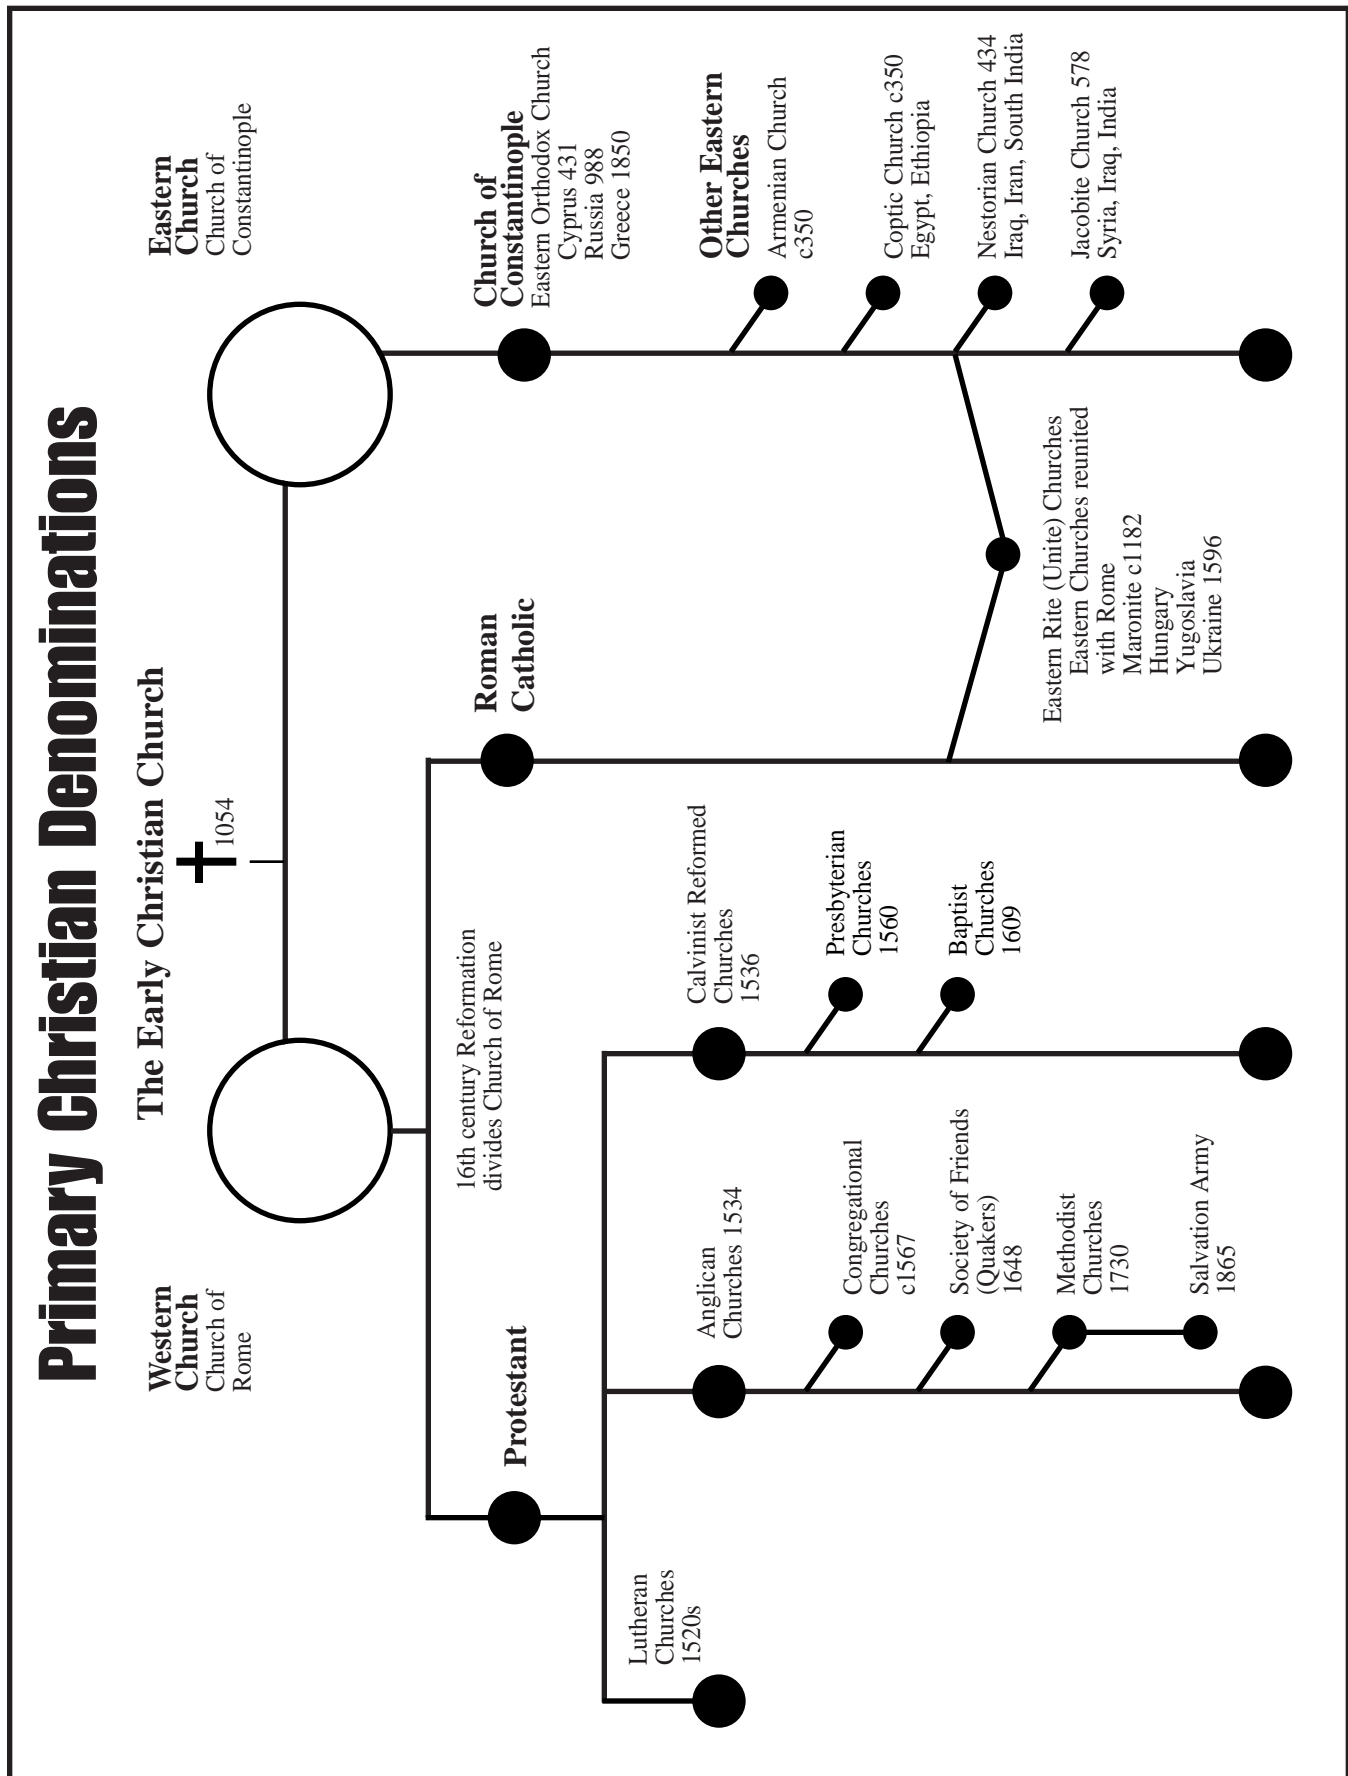 Primary Christian Denominations
The Early Christian Church
1054
Western
Church
Church of
Rome
Eastern
Church
Church of
Constantinople
16th century Reformation
divides Church of Rome
Protestant
Roman
Catholic
Church of
Constantinople
Eastern Orthodox Church
Cyprus 431
Russia 988
Greece 1850
Lutheran
Churches
1520s
Anglican
Churches 1534
Congregational
Churches
c1567
Society of Friends
(Quakers)
1648
Methodist
Churches
1730
Salvation Army
1865
Calvinist Reformed
Churches
1536
Presbyterian
Churches
1560
Baptist
Churches
1609
Eastern Rite (Unite) Churches
Eastern Churches reunited
with Rome
Maronite c1182
Hungary
Yugoslavia
Ukraine 1596
Other Eastern
Churches
Armenian Church
c350
Coptic Church c350
Egypt, Ethiopia
Nestorian Church 434
Iraq, Iran, South India
Jacobite Church 578
Syria, Iraq, India